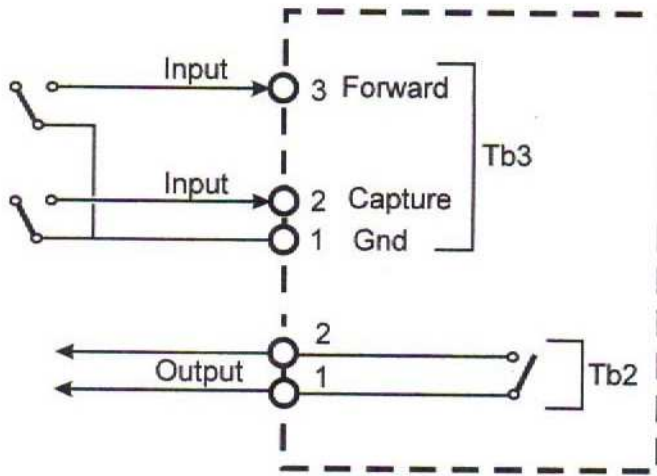 Input 3 Forward
Tb3
Input 2 Capture
1 Gnd
2
Output 1
Tb2